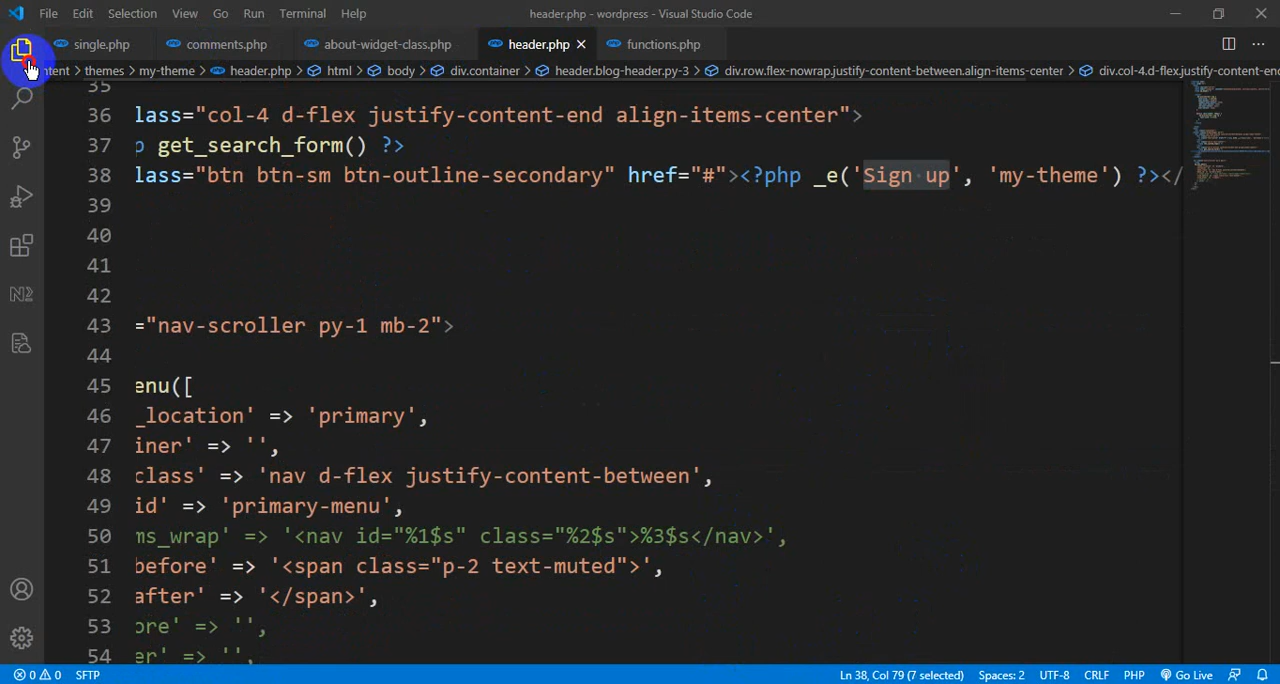 File Edit Selection View Go Run Terminal Help header.php - wordpress - Visual Studio Code
single.php comments.php about-widget-class.php header.php functions.php
ntent > themes > my-theme > header.php > html > body > div.container > header.blog-header.py-3 > div.row.flex-nowrap.justify-content-between.align-items-center > div.col-4.d-flex.justify-content-en
35
36 lass="col-4 d-flex justify-content-end align-items-center">
37 p get_search_form() ?>
38 lass="btn btn-sm btn-outline-secondary" href="#"><?php _e('Sign·up', 'my-theme') ?></
39
40
41
42
43 ="nav-scroller py-1 mb-2">
44
45 enu([
46 _location' => 'primary',
47 iner' => '',
48 class' => 'nav d-flex justify-content-between',
49 id' => 'primary-menu',
50 ms_wrap' => '<nav id="%1$s" class="%2$s">%3$s</nav>',
51 before' => '<span class="p-2 text-muted">',
52 after' => '</span>',
53 ore' => '',
54 er' => '',
0 0 SFTP Ln 38, Col 79 (7 selected) Spaces: 2 UTF-8 CRLF PHP Go Live